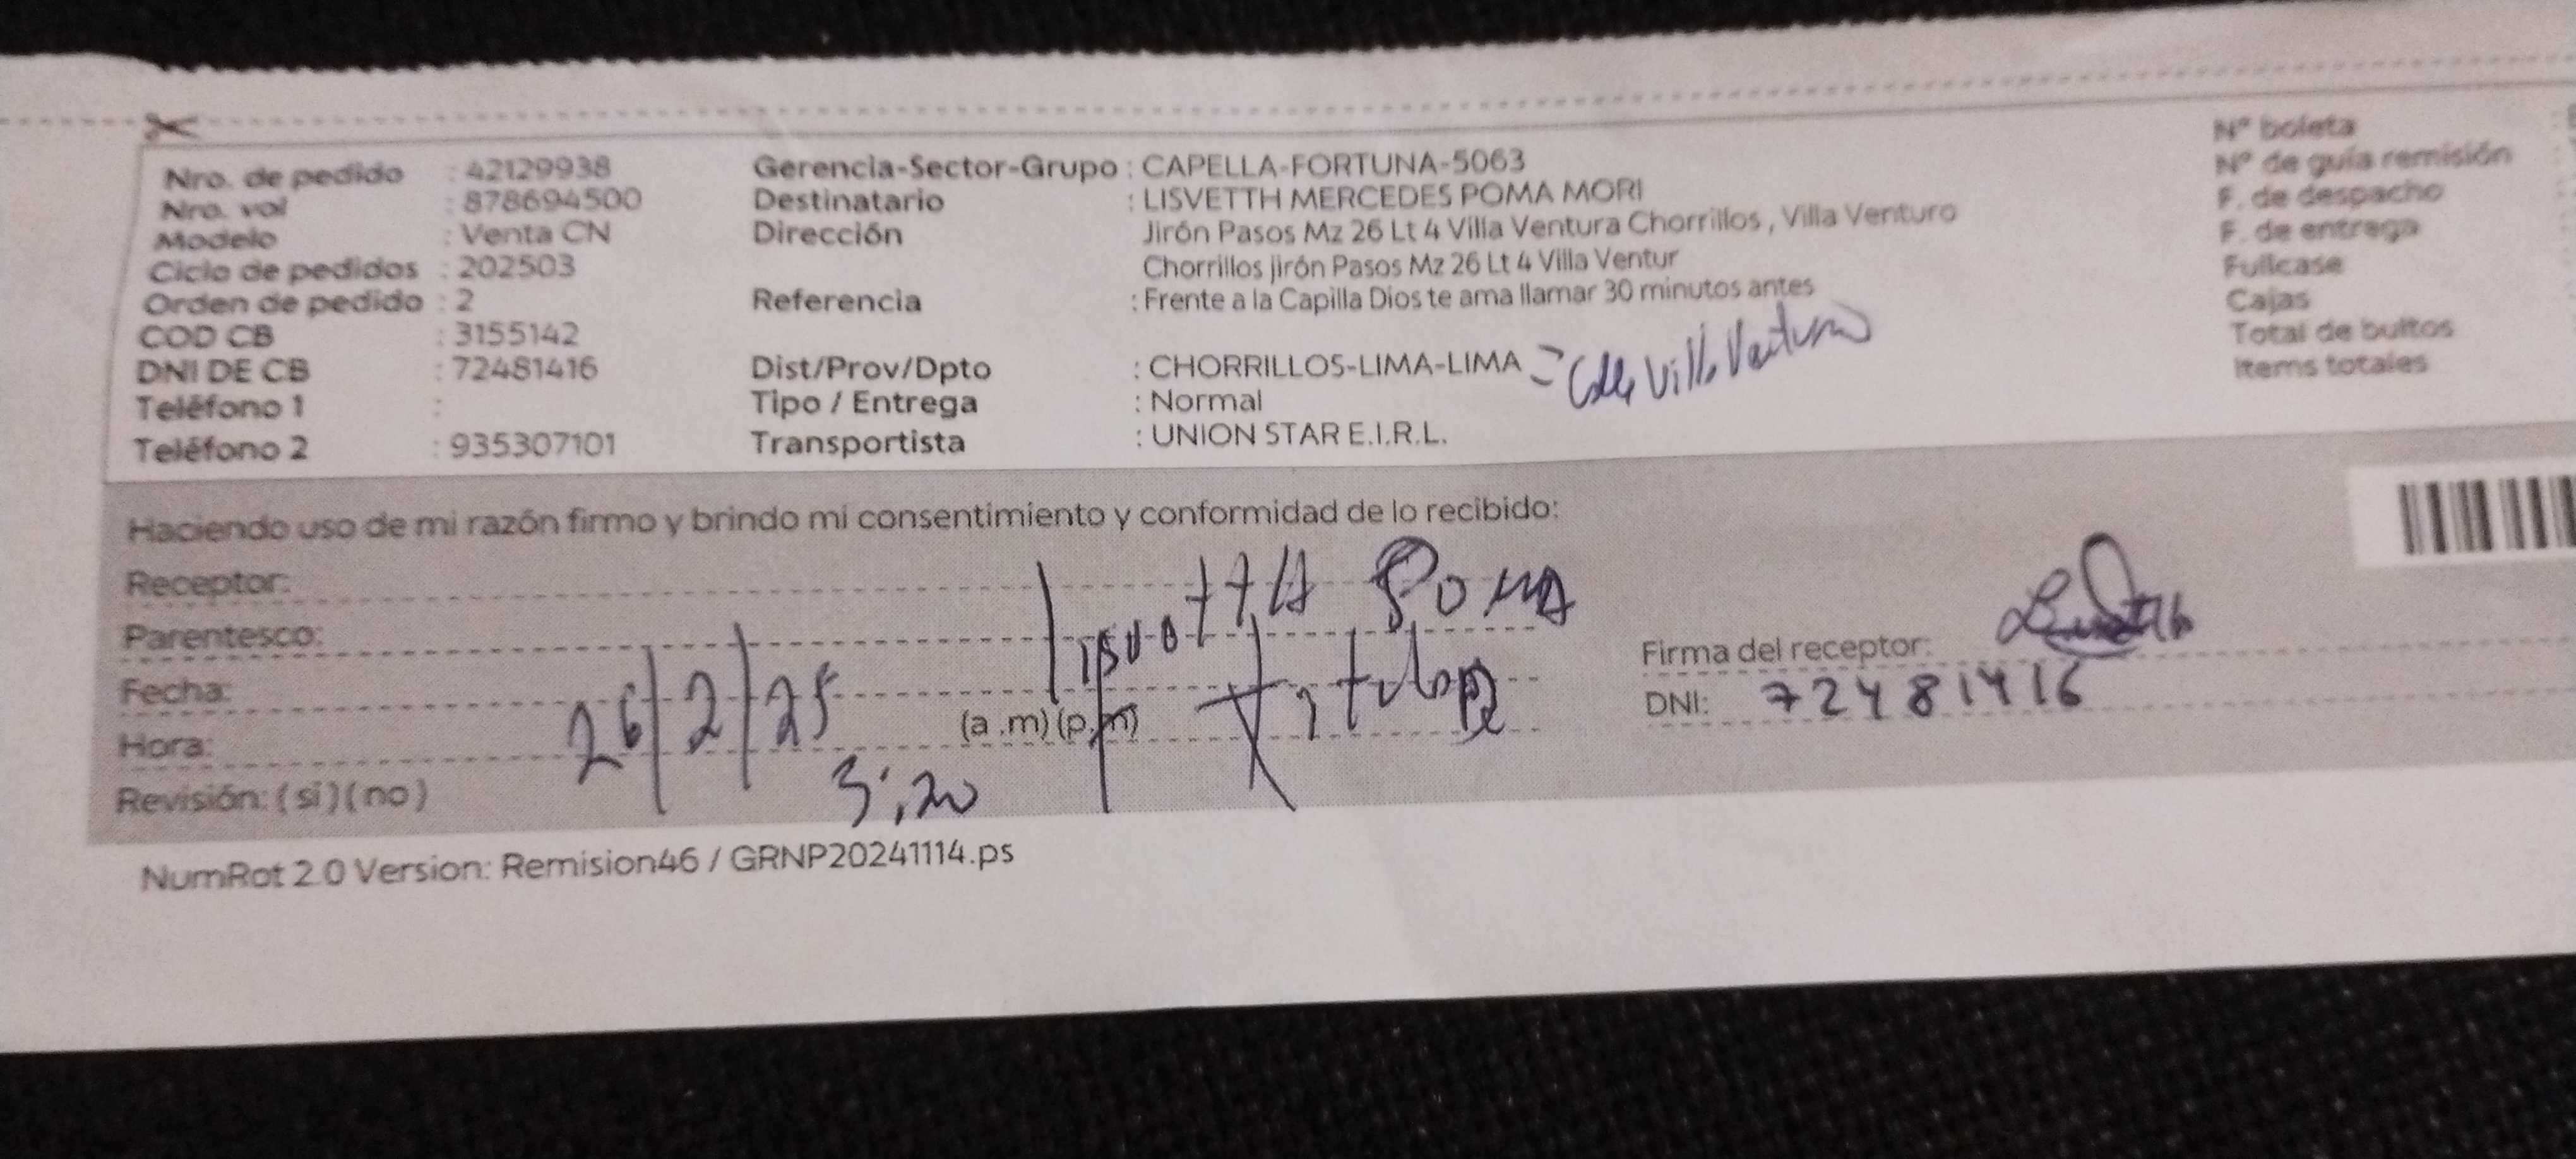 Nro. de pedido : 42129938
Nro. vol : 878694500
Modelo : Venta CN
Ciclo de pedidos : 202503
Orden de pedido : 2
COD CB : 3155142
DNI DE CB : 72481416
Teléfono 1 :
Teléfono 2 : 935307101
Gerencia-Sector-Grupo : CAPELLA-FORTUNA-5063
Destinatario : LISVETTH MERCEDES POMA MORI
Dirección Jirón Pasos Mz 26 Lt 4 Villa Ventura Chorrillos , Villa Venturo
Chorrillos jirón Pasos Mz 26 Lt 4 Villa Ventur
Referencia : Frente a la Capilla Dios te ama llamar 30 minutos antes
Dist/Prov/Dpto : CHORRILLOS-LIMA-LIMA = Calle Villa Ventura
Tipo / Entrega : Normal
Transportista : UNION STAR E.I.R.L.
N° boleta
N° de guía remisión
F. de despacho
F. de entrega
Fullcase
Cajas
Total de bultos
Items totales
Haciendo uso de mi razón firmo y brindo mi consentimiento y conformidad de lo recibido:
Receptor: Lisvetth Poma
Parentesco: Titular
Fecha: 26/2/25
Hora: (a .m) (p.m)
Revisión: ( si ) ( no )
Firma del receptor:
DNI: 72481416
NumRot 2.0 Version: Remision46 / GRNP20241114.ps